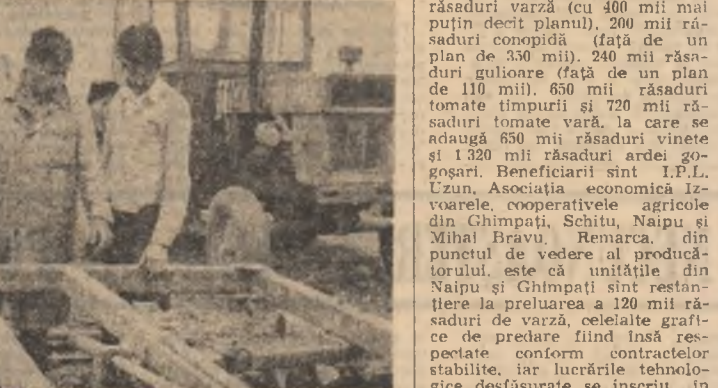 răsaduri varză (cu 400 mii mai
puțin decît planul), 200 mii ră-
saduri conopidă (față de un
plan de 350 mii). 240 mii răsa-
duri gulioare (față de un plan
de 110 mii). 650 mii răsaduri
tomate timpurii și 720 mii ră-
saduri tomate vară, la care se
adaugă 650 mii răsaduri vinete
și 1 320 mii răsaduri ardei go-
goșari. Beneficiarii sînt I.P.L.
Uzun, Asociația economică Iz-
voarele, cooperativele agricole
din Ghimpați, Schitu, Naipu și
Mihai Bravu. Remarca, din
punctul de vedere al producă-
torului, este că unitățile din
Naipu și Ghimpați sînt restan-
țiere la preluarea a 120 mii ră-
saduri de varză, celelalte grafi-
ce de predare fiind însă res-
pectate conform contractelor
stabilite, iar lucrările tehnolo-
gice desfășurate se înscriu în